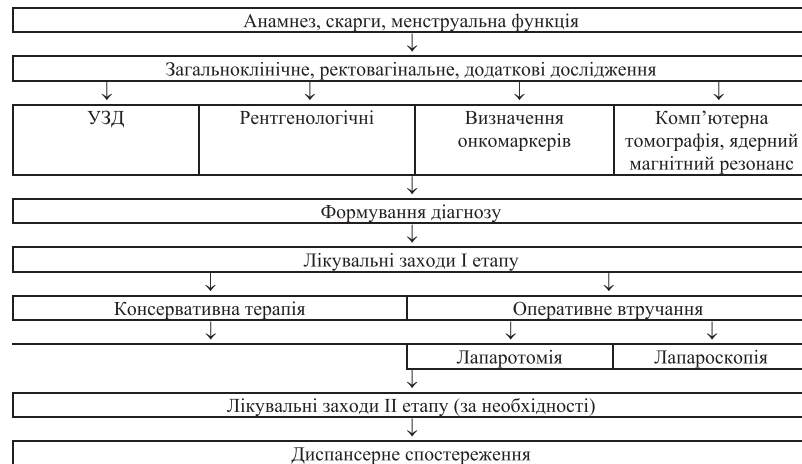 Анамнез, скарги, менструальна функція
Загальноклінічне, ректовагінальне, додаткові дослідження
УЗД
Рентгенологічні
Визначення
онкомаркерів
Комп’ютерна
томографія, ядерний
магнітний резонанс
Формування діагнозу
Лікувальні заходи І етапу
Консервативна терапія
Оперативне втручання
Лапаротомія
Лапароскопія
Лікувальні заходи ІІ етапу (за необхідності)
Диспансерне спостереження